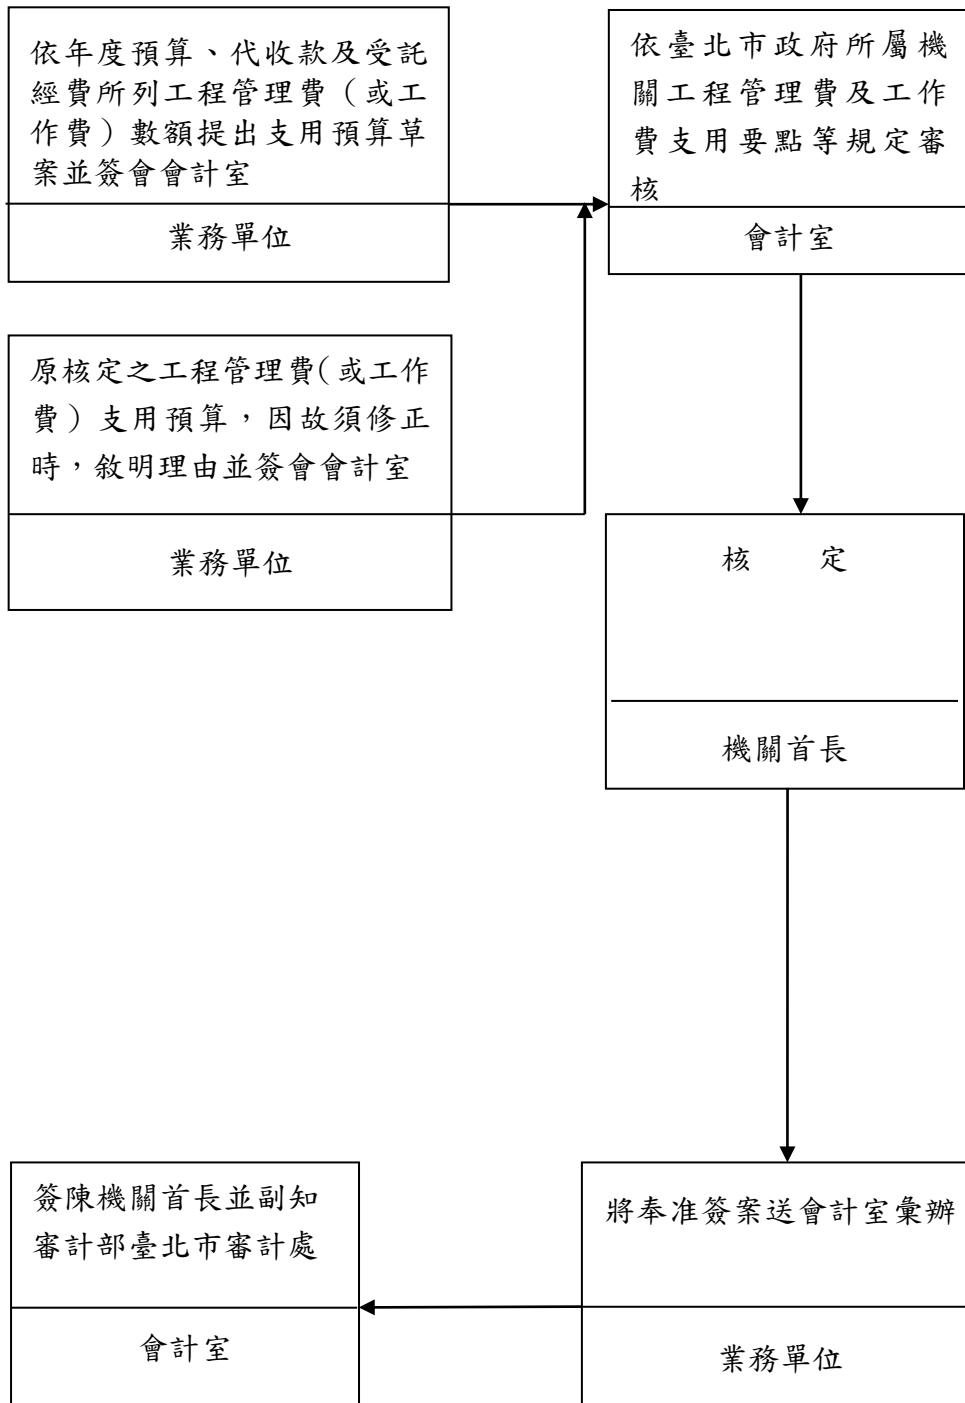 依年度預算、代收款及受託
經費所列工程管理費（或工
作費）數額提出支用預算草
案並簽會會計室
業務單位
依臺北市政府所屬機
關工程管理費及工作
費支用要點等規定審
核
會計室
原核定之工程管理費（或工作
費）支用預算，因故須修正
時，敘明理由並簽會會計室
業務單位
核　　定
機關首長
將奉准簽案送會計室彙辦
業務單位
簽陳機關首長並副知
審計部臺北市審計處
會計室